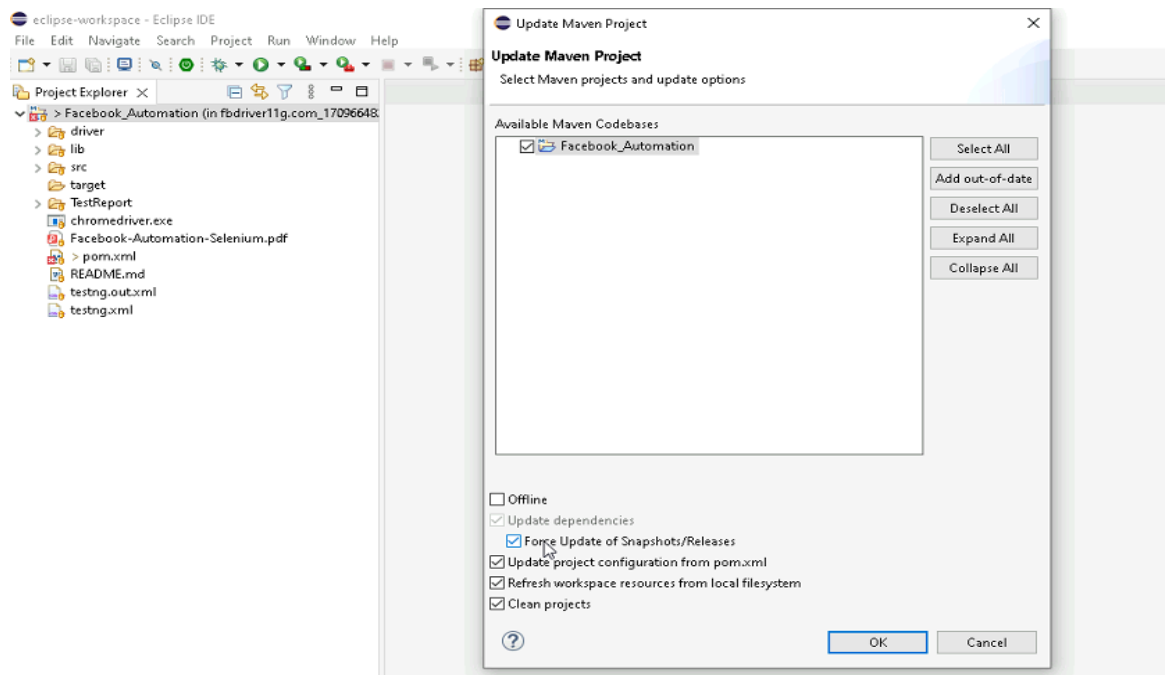 eclipse-workspace - Eclipse IDE
File Edit Navigate Search Project Run Window Help
Project Explorer
> Facebook_Automation (in fbdriver11g.com_17096648
driver
lib
src
target
TestReport
chromedriver.exe
Facebook-Automation-Selenium.pdf
> pom.xml
README.md
testng.out.xml
testng.xml
Update Maven Project
Update Maven Project
Select Maven projects and update options
Available Maven Codebases
Facebook_Automation
Select All
Add out-of-date
Deselect All
Expand All
Collapse All
Offline
Update dependencies
Force Update of Snapshots/Releases
Update project configuration from pom.xml
Refresh workspace resources from local filesystem
Clean projects
?
OK Cancel